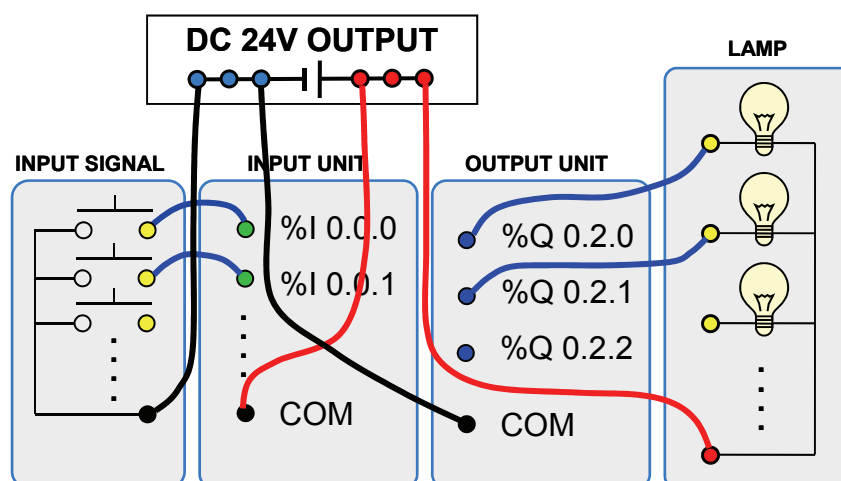 DC 24V OUTPUT
LAMP
INPUT SIGNAL
INPUT UNIT
OUTPUT UNIT
%I 0.0.0
%I 0.0.1
COM
%Q 0.2.0
%Q 0.2.1
%Q 0.2.2
COM